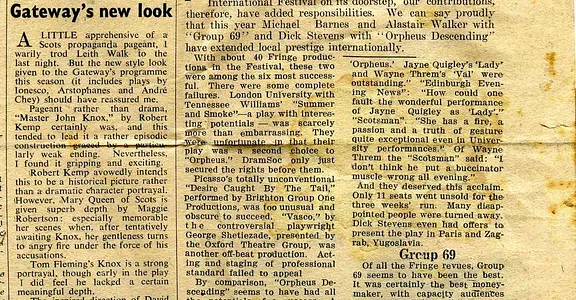 Gateway's new look
A LITTLE apprehensive of a
Scots propaganda pageant, I
warily trod Leith Walk to the
last night. But the new style look
given to the Gateway's programme
this season (it includes plays by
Ionesco, Arstophanes and André
Chey) should have reassured me.
Pageant rather than drama,
"Master John Knox," by Robert
Kemp certainly was, and this
tended to lead it a rather episodic
construction graced by a particu-
larly weak ending. Nevertheless,
I found it gripping and exciting.
Robert Kemp avowedly intends
this to be a historical picture rather
than a dramatic character portrayal.
However, Mary Queen of Scots is
given superb depth by Maggie
Robertson: especially memorable
her scenes when, after tentatively
awaiting Knox, her gentleness turns
to angry fire under the force of his
accusations.
Tom Fleming's Knox is a strong
portrayal, though early in the play
I did feel he lacked a certain
meaningful depth.
direction of David
International Festival on its doorstep, our contributions,
therefore, have added responsibilities. We can say proudly
that this year Michael Barnes and Alastair Walker with
"Group 69" and Dick Stevens with "Orpheus Descending"
have extended local prestige internationally.
With about 40 Fringe produc-
tions in the Festival, these two
were among the six most success-
ful. There were some complete
failures. London University with
Tennessee Williams' "Summer
and Smoke"—a play with interes-
ting potentials — was scarcely
more than embarrassing. They
were unfortunate in that their
play was a second choice to
"Orpheus." DramSoc only just
secured the rights before them.
Picasso's totally unconventional
"Desire Caught By The Tail,"
performed by Brighton Group One
Productions, was too unusual and
obscure to succeed, "Vasco," by
the controversial playwright
George Shetiezade, presented by
the Oxford Theatre Group, was
another off-beat production. Act-
ing and staging of professional
standard failed to appeal
By comparison, "Orpheus De-
scending" seems to have had all
'Orpheus.' Jayne Quigley's 'Lady'
and Wayne Threm's 'Val' were
outstanding." "Edinburgh Even-
ing News": "How could one
fault the wonderful performance
of Jayne Quigley as 'Lady'."
"Scotsman". "She has a fire, a
passion and a truth of gesture
quite exceptional even in Univer-
sity performances." Of Wayne
Threm the "Scotsman" said: "I
don't think he put a buccinator
muscle wrong all evening."
And they deserved this acclaim.
Only 11 seats went unsold for the
three weeks' run. Many disap-
pointed people were turned away.
Dick Stevens even had offers to
present the play in Paris and Zag-
rab, Yugoslavia.
Group 69
Of all the Fringe revues, Group
69 seems to have been the best.
It was certainly the best money-
maker, with capacity audiences